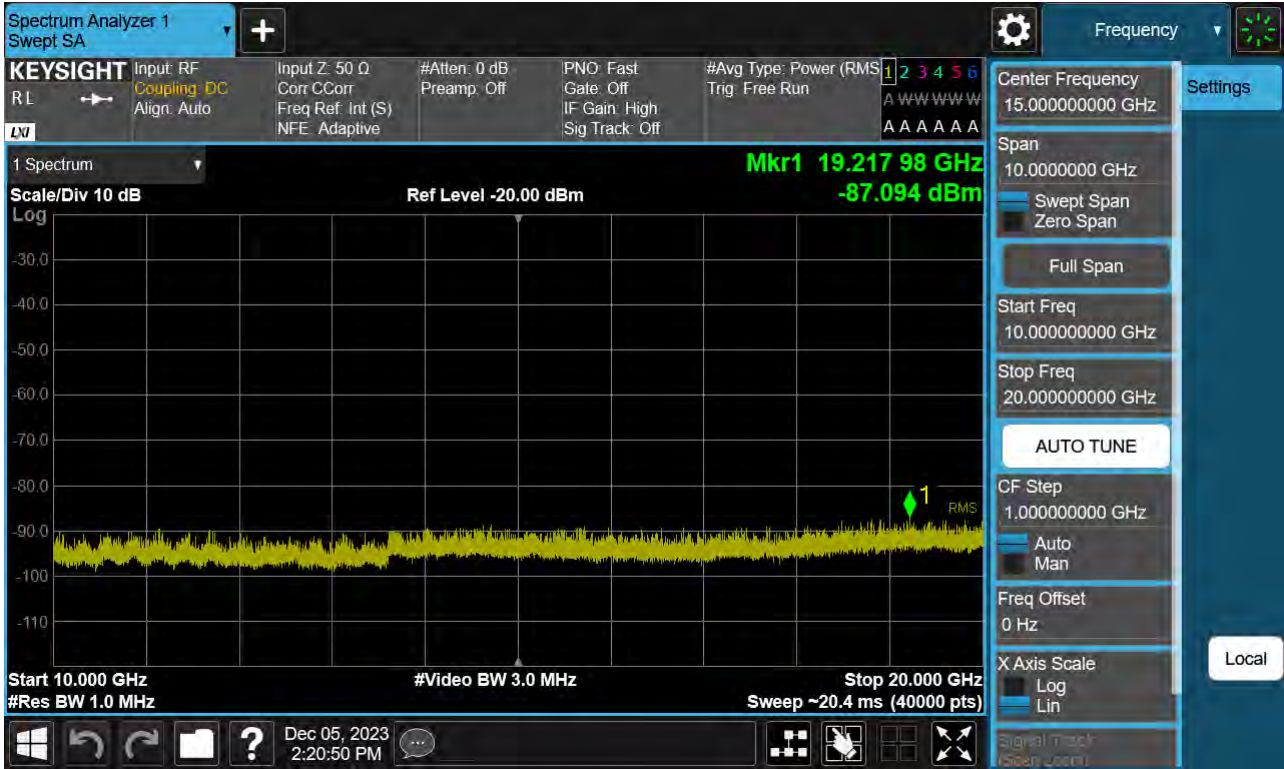 Spectrum Analyzer 1
Swept SA
Frequency
KEYSIGHT
RL
LXI
Input: RF
Coupling: DC
Align: Auto
Input Z: 50 Ω
Corr CCorr
Freq Ref: Int (S)
NFE: Adaptive
#Atten: 0 dB
Preamp: Off
PNO: Fast
Gate: Off
IF Gain: High
Sig Track: Off
#Avg Type: Power (RMS
Trig: Free Run
1 2 3 4 5 6
A W W W W W
A A A A A A
1 Spectrum
Scale/Div 10 dB
Ref Level -20.00 dBm
Mkr1 19.217 98 GHz
-87.094 dBm
Log
-30.0
-40.0
-50.0
-60.0
-70.0
-80.0
-90.0
-100
-110
1
RMS
Start 10.000 GHz
#Video BW 3.0 MHz
Stop 20.000 GHz
#Res BW 1.0 MHz
Sweep ~20.4 ms (40000 pts)
Dec 05, 2023
2:20:50 PM
Center Frequency
15.000000000 GHz
Span
10.0000000 GHz
Swept Span
Zero Span
Full Span
Start Freq
10.000000000 GHz
Stop Freq
20.000000000 GHz
AUTO TUNE
CF Step
1.000000000 GHz
Auto
Man
Freq Offset
0 Hz
X Axis Scale
Log
Lin
Signal Track
(Span Zoom)
Settings
Local